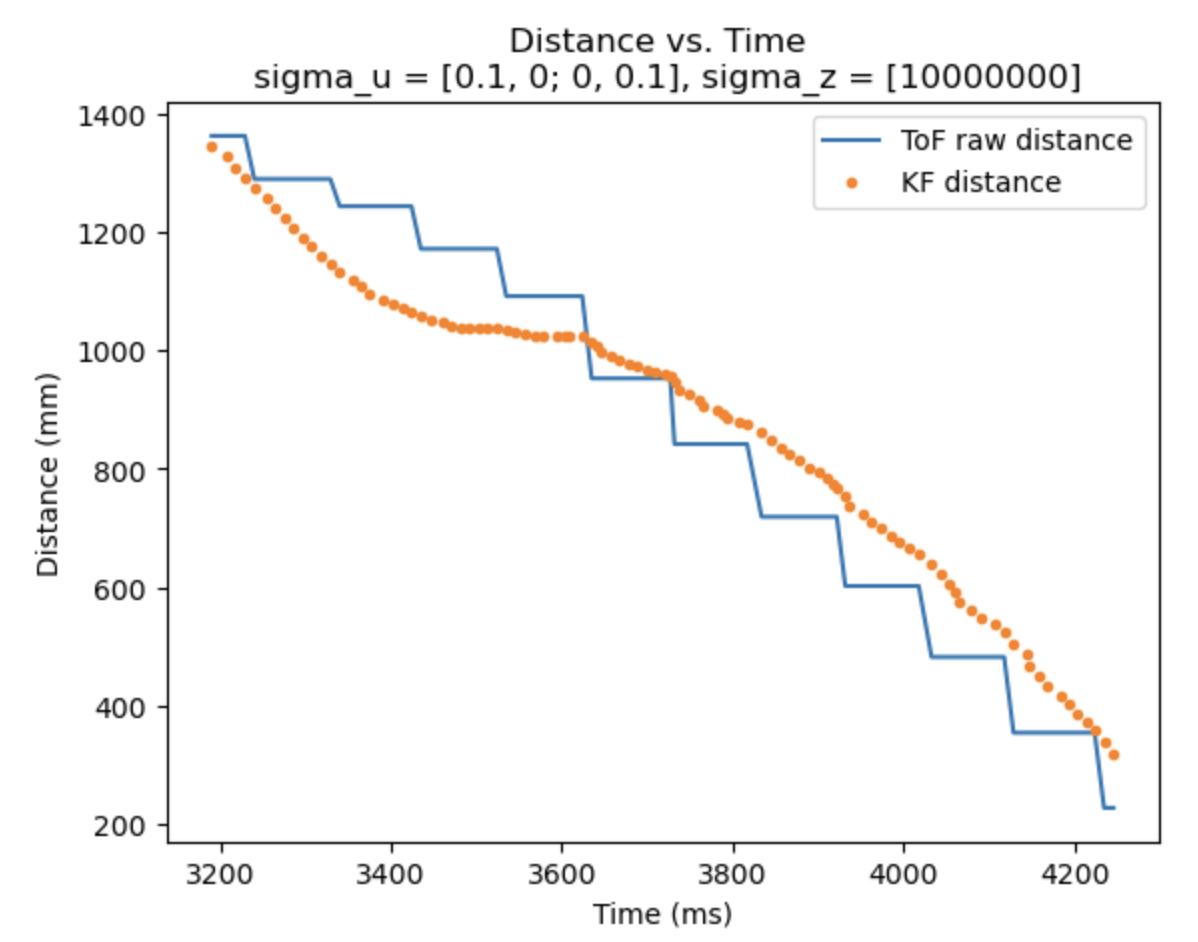 Distance vs. Time
sigma_u = [0.1, 0; 0, 0.1], sigma_z = [10000000]
ToF raw distance
KF distance
Distance (mm)
1400
1200
1000
800
600
400
200
3200 3400 3600 3800 4000 4200
Time (ms)